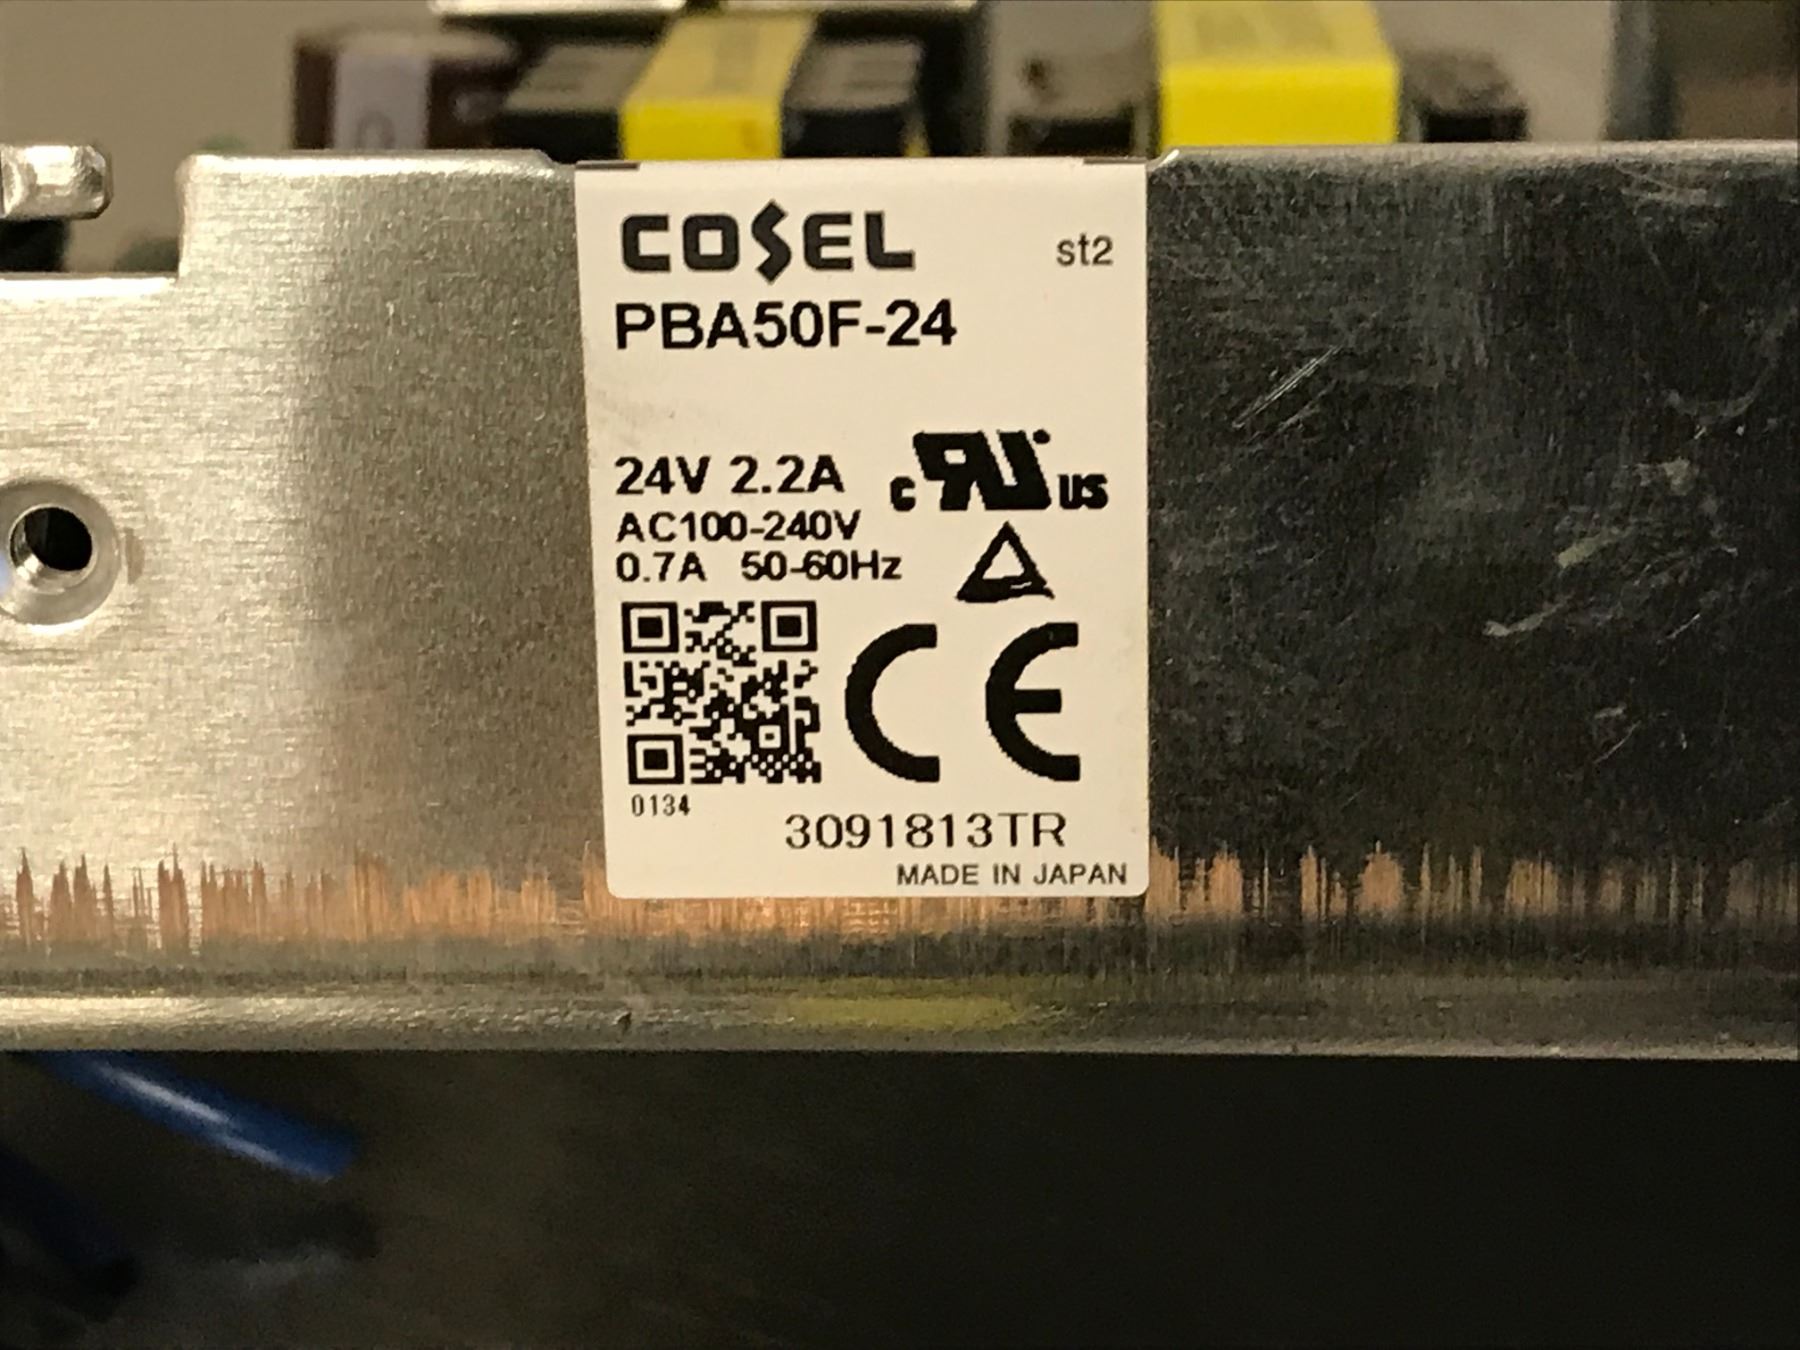 COSEL
st2
PBA50F-24
24V 2.2A
c RU US
AC100-240V
0.7A 50-60Hz
CE
0134
3091813TR
MADE IN JAPAN